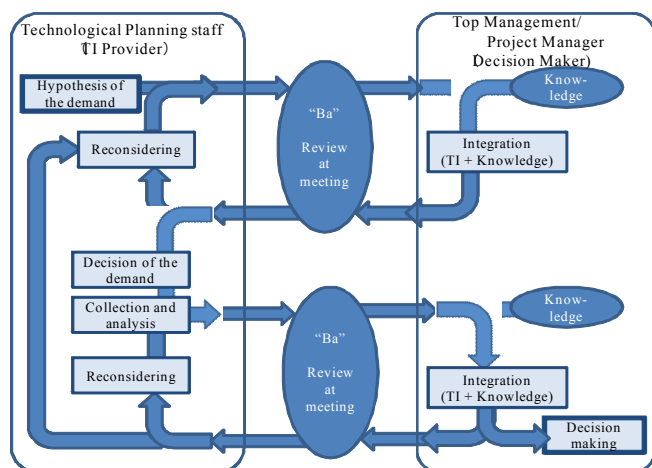 Technological Planning staff
(TI Provider)
Top Management/
Project Manager
(Decision Maker)
Hypothesis of
the demand
Know-
ledge
"Ba"
Review
at
meeting
Reconsidering
Integration
(TI + Knowledge)
Decision of the
demand
Collection and
analysis
Know-
ledge
"Ba"
Review
at
meeting
Reconsidering
Integration
(TI + Knowledge)
Decision
making